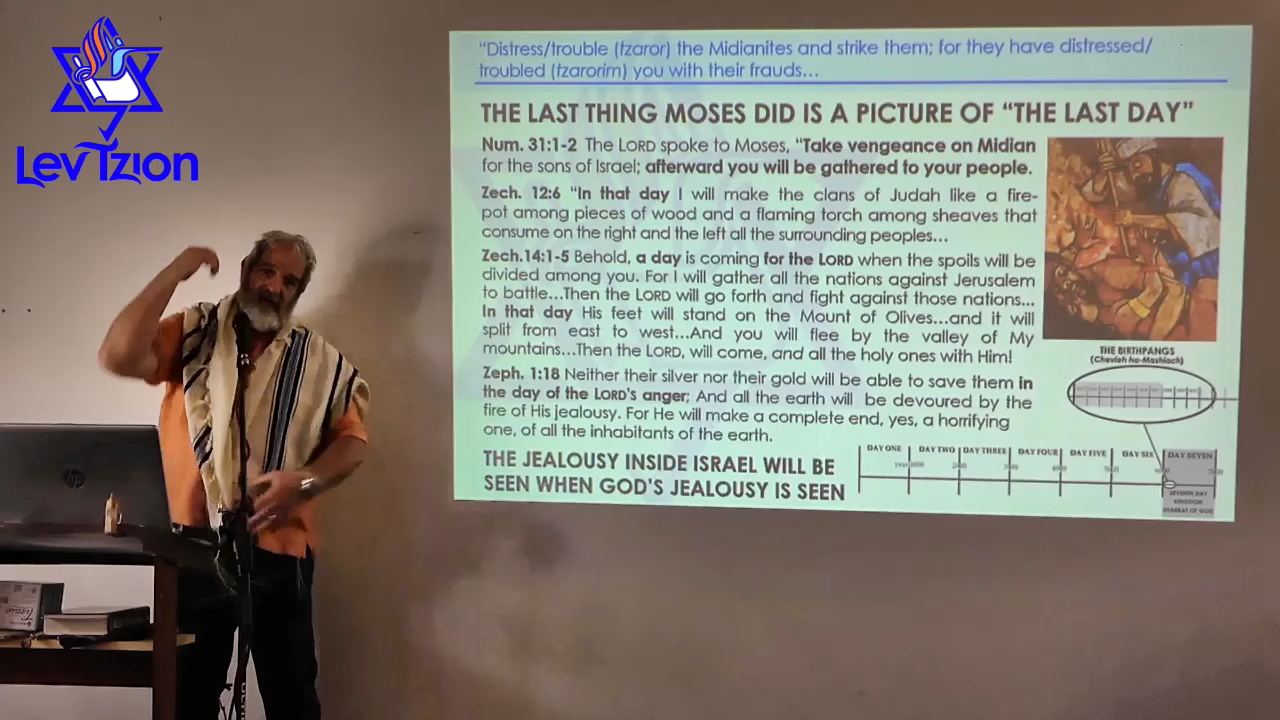 Lev Tzion
"Distress/trouble (tzaror) the Midianites and strike them; for they have distressed/
troubled (tzarorim) you with their frauds...
THE LAST THING MOSES DID IS A PICTURE OF "THE LAST DAY"
Num. 31:1-2 The LORD spoke to Moses, "Take vengeance on Midian
for the sons of Israel; afterward you will be gathered to your people.
Zech. 12:6 "In that day I will make the clans of Judah like a fire-
pot among pieces of wood and a flaming torch among sheaves that
consume on the right and the left all the surrounding peoples...
Zech.14:1-5 Behold, a day is coming for the LORD when the spoils will be
divided among you. For I will gather all the nations against Jerusalem
to battle...Then the LORD will go forth and fight against those nations...
In that day His feet will stand on the Mount of Olives...and it will
split from east to west...And you will flee by the valley of My
mountains...Then the LORD, will come, and all the holy ones with Him!
Zeph. 1:18 Neither their silver nor their gold will be able to save them in
the day of the LORD's anger; And all the earth will be devoured by the
fire of His jealousy. For He will make a complete end, yes, a horrifying
one, of all the inhabitants of the earth.
THE JEALOUSY INSIDE ISRAEL WILL BE
SEEN WHEN GOD'S JEALOUSY IS SEEN
THE BIRTHPANGS
(Chevleh ha-Mashiach)
DAY ONE DAY TWO DAY THREE DAY FOUR DAY FIVE DAY SIX DAY SEVEN
SEVENTH DAY
KINGDOM
SHABBAT OF GOD
hp
Tissue